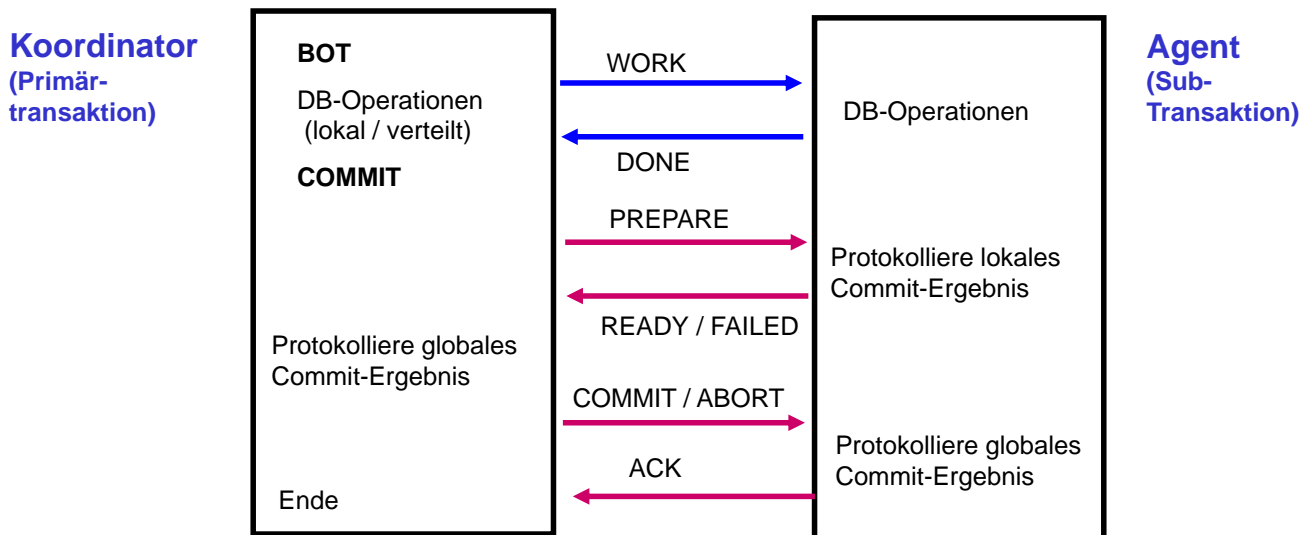 Koordinator
(Primär-
transaktion)
BOT
DB-Operationen
(lokal / verteilt)
COMMIT
Protokolliere globales
Commit-Ergebnis
Ende
WORK
DONE
PREPARE
READY / FAILED
COMMIT / ABORT
ACK
DB-Operationen
Protokolliere lokales
Commit-Ergebnis
Protokolliere globales
Commit-Ergebnis
Agent
(Sub-
Transaktion)